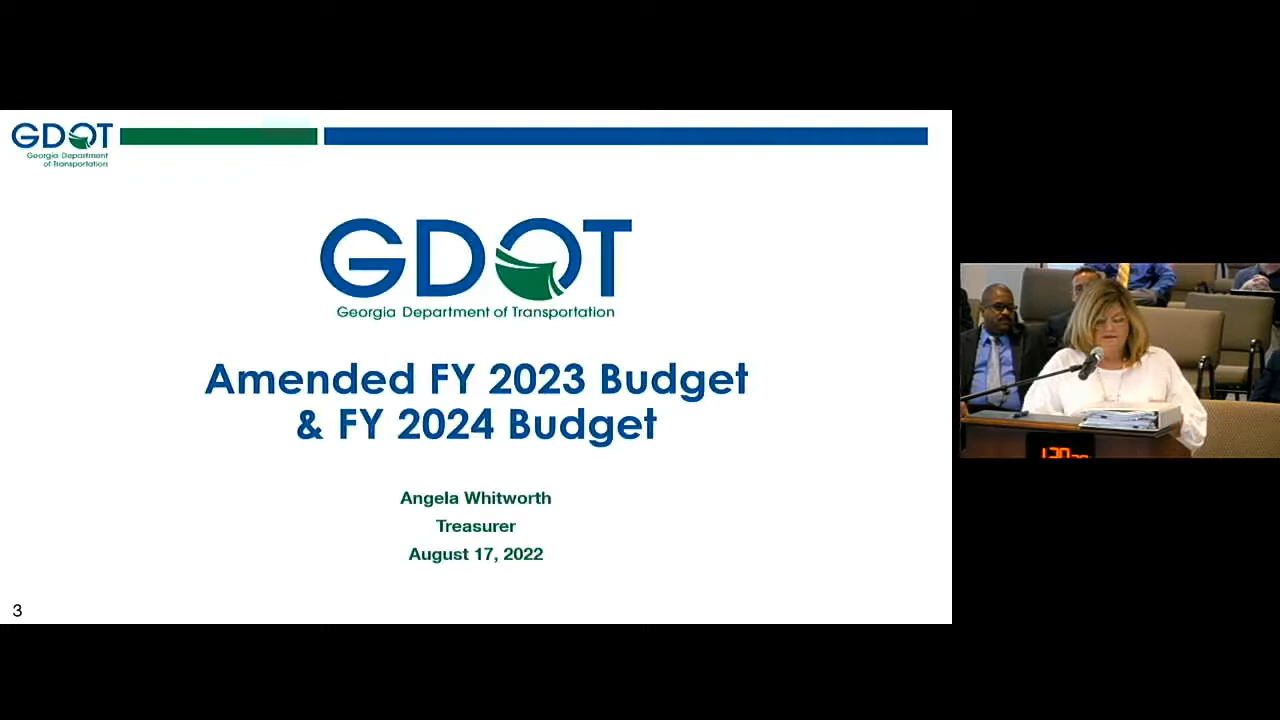 GDOT
Georgia Department
of Transportation
GDOT
Georgia Department of Transportation
Amended FY 2023 Budget
& FY 2024 Budget
Angela Whitworth
Treasurer
August 17, 2022
3